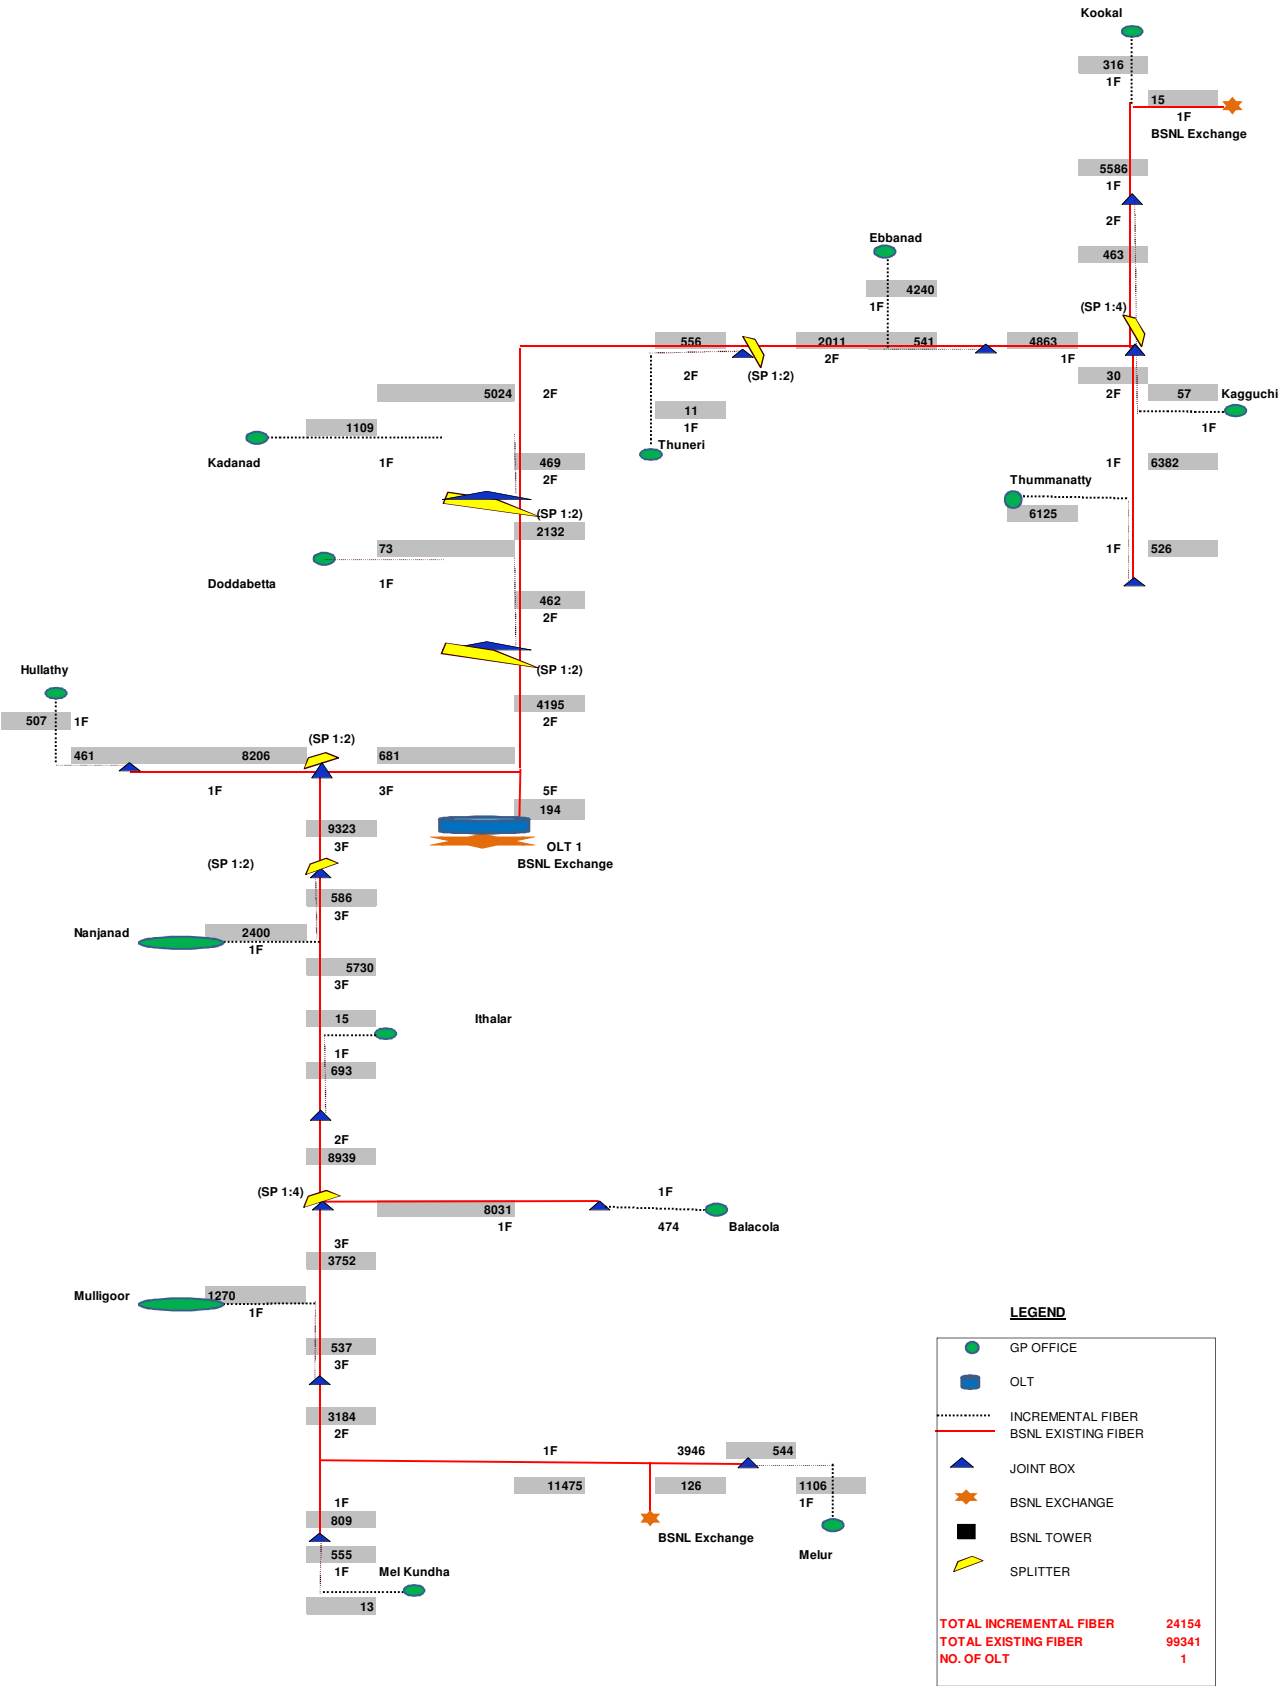 Kookal
316
1F
15
1F
BSNL Exchange
5586
1F
2F
Ebbanad
463
4240
1F
(SP 1:4)
556
2011
541
4863
2F
1F
2F
(SP 1:2)
30
2F
57
Kagguchi
1F
5024
2F
11
1F
Thuneri
1109
Kadanad
1F
469
2F
1F
6382
Thummanatty
6125
(SP 1:2)
2132
73
1F
526
Doddabetta
1F
462
2F
Hullathy
(SP 1:2)
4195
2F
507
1F
(SP 1:2)
461
8206
681
1F
3F
5F
194
9323
3F
OLT 1
BSNL Exchange
(SP 1:2)
586
3F
Nanjanad
2400
1F
5730
3F
15
Ithalar
1F
693
2F
8939
(SP 1:4)
1F
8031
1F
474
Balacola
3F
3752
Mulligoor
1270
1F
537
3F
3184
2F
1F
3946
544
11475
126
1106
1F
1F
809
BSNL Exchange
Melur
555
1F
Mel Kundha
13
LEGEND
GP OFFICE
OLT
INCREMENTAL FIBER
BSNL EXISTING FIBER
JOINT BOX
BSNL EXCHANGE
BSNL TOWER
SPLITTER
TOTAL INCREMENTAL FIBER 24154
TOTAL EXISTING FIBER 99341
NO. OF OLT 1